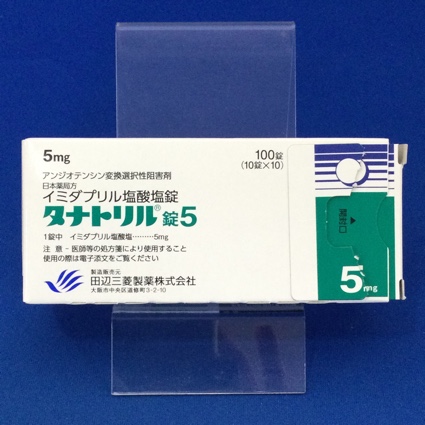 5mg
100錠
(10錠×10)
アンジオテンシン変換選択性阻害剤
日本薬局方
イミダプリル塩酸塩錠
タナトリル®錠5
1錠中 イミダプリル塩酸塩………5mg
注意-医師等の処方箋により使用すること
使用の際は電子添文をご覧ください
製造販売元
田辺三菱製薬株式会社
大阪市中央区道修町3-2-10
開封口
5mg